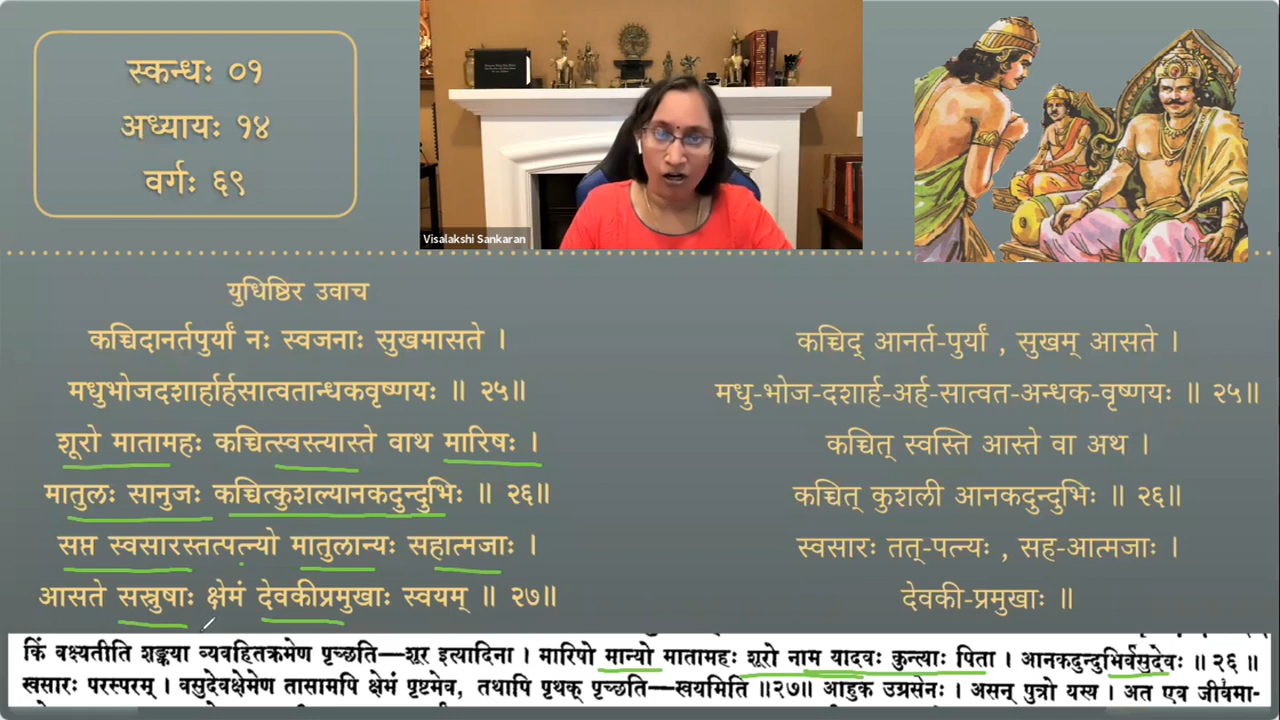 स्कन्धः ०१
अध्यायः १४
वर्गः ६९
Visalakshi Sankaran
युधिष्ठिर उवाच
कच्चिदानर्तपुर्यां नः स्वजनाः सुखमासते ।
मधुभोजदशार्हार्हसात्वतान्धकवृष्णयः ॥ २५॥
शूरो मातामहः कच्चित्स्वस्त्यास्ते वाथ मारिषः ।
मातुलः सानुजः कच्चित्कुशल्यानकदुन्दुभिः ॥ २६॥
सप्त स्वसारस्तत्पत्न्यो मातुलान्यः सहात्मजाः ।
आसते सस्नुषाः क्षेमं देवकीप्रमुखाः स्वयम् ॥ २७॥
कच्चिद् आनर्त-पुर्यां , सुखम् आसते ।
मधु-भोज-दशार्ह-अर्ह-सात्वत-अन्धक-वृष्णयः ॥ २५॥
कच्चित् स्वस्ति आस्ते वा अथ ।
कच्चित् कुशली आनकदुन्दुभिः ॥ २६॥
स्वसारः तत्-पत्न्यः , सह-आत्मजाः ।
देवकी-प्रमुखाः ॥
किं वक्ष्यतीति शङ्कया व्यवहितक्रमेण पृच्छति—शूर इत्यादिना । मारिषो मान्यो मातामहः शूरो नाम यादवः कुन्त्याः पिता । आनकदुन्दुभिर्वसुदेवः ॥ २६ ॥
स्वसारः परस्परम् । वसुदेवक्षेमेण तासामपि क्षेमं पृष्टमेव, तथापि पृथक् पृच्छति—स्वयमिति ॥२७॥ आहुक उग्रसेनः । असन् पुत्रो यस्य । अत एव जीवमा-